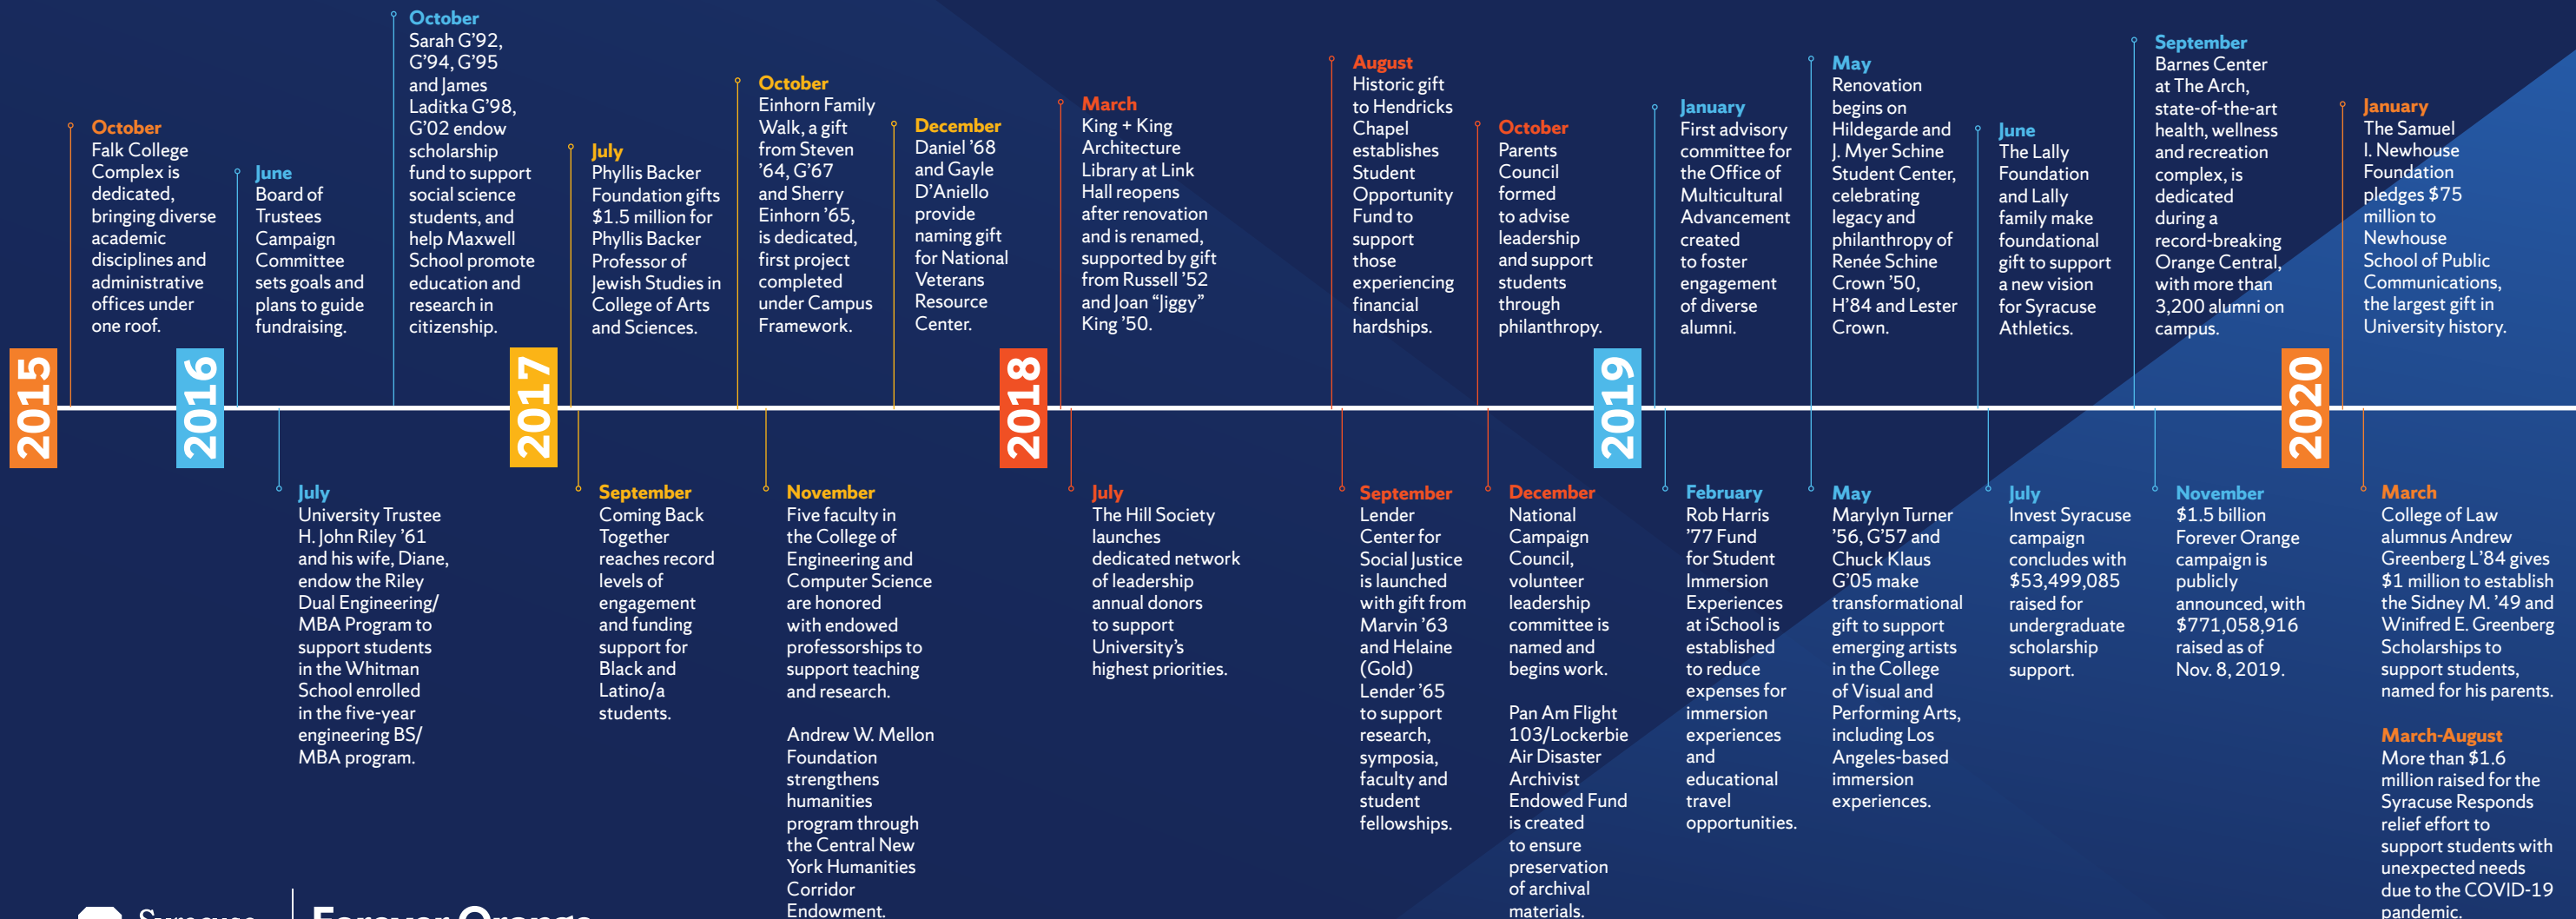 2015
October
Falk College
Complex is
dedicated,
bringing diverse
academic
disciplines and
administrative
offices under
one roof.
2016
June
Board of
Trustees
Campaign
Committee
sets goals and
plans to guide
fundraising.
July
University Trustee
H. John Riley ’61
and his wife, Diane,
endow the Riley
Dual Engineering/
MBA Program to
support students
in the Whitman
School enrolled
in the five-year
engineering BS/
MBA program.
October
Sarah G’92,
G’94, G’95
and James
Laditka G’98,
G’02 endow
scholarship
fund to support
social science
students, and
help Maxwell
School promote
education and
research in
citizenship.
2017
July
Phyllis Backer
Foundation gifts
$1.5 million for
Phyllis Backer
Professor of
Jewish Studies in
College of Arts
and Sciences.
September
Coming Back
Together
reaches record
levels of
engagement
and funding
support for
Black and
Latino/a
students.
October
Einhorn Family
Walk, a gift
from Steven
’64, G’67
and Sherry
Einhorn ’65,
is dedicated,
first project
completed
under Campus
Framework.
November
Five faculty in
the College of
Engineering and
Computer Science
are honored
with endowed
professorships to
support teaching
and research.
Andrew W. Mellon
Foundation
strengthens
humanities
program through
the Central New
York Humanities
Corridor
Endowment.
December
Daniel ’68
and Gayle
D’Aniello
provide
naming gift
for National
Veterans
Resource
Center.
2018
March
King + King
Architecture
Library at Link
Hall reopens
after renovation
and is renamed,
supported by gift
from Russell ’52
and Joan “Jiggy”
King ’50.
July
The Hill Society
launches
dedicated network
of leadership
annual donors
to support
University’s
highest priorities.
August
Historic gift
to Hendricks
Chapel
establishes
Student
Opportunity
Fund to
support
those
experiencing
financial
hardships.
September
Lender
Center for
Social Justice
is launched
with gift from
Marvin ’63
and Helaine
(Gold)
Lender ’65
to support
research,
symposia,
faculty and
student
fellowships.
October
Parents
Council
formed
to advise
leadership
and support
students
through
philanthropy.
December
National
Campaign
Council,
volunteer
leadership
committee is
named and
begins work.
Pan Am Flight
103/Lockerbie
Air Disaster
Archivist
Endowed Fund
is created
to ensure
preservation
of archival
materials.
2019
January
First advisory
committee for
the Office of
Multicultural
Advancement
created
to foster
engagement
of diverse
alumni.
February
Rob Harris
’77 Fund
for Student
Immersion
Experiences
at iSchool is
established
to reduce
expenses for
immersion
experiences
and
educational
travel
opportunities.
May
Renovation
begins on
Hildegarde and
J. Myer Schine
Student Center,
celebrating
legacy and
philanthropy of
Renée Schine
Crown ’50,
H’84 and Lester
Crown.
May
Marylyn Turner
’56, G’57 and
Chuck Klaus
G’05 make
transformational
gift to support
emerging artists
in the College
of Visual and
Performing Arts,
including Los
Angeles-based
immersion
experiences.
June
The Lally
Foundation
and Lally
family make
foundational
gift to support
a new vision
for Syracuse
Athletics.
July
Invest Syracuse
campaign
concludes with
$53,499,085
raised for
undergraduate
scholarship
support.
September
Barnes Center
at The Arch,
state-of-the-art
health, wellness
and recreation
complex, is
dedicated
during a
record-breaking
Orange Central,
with more than
3,200 alumni on
campus.
November
$1.5 billion
Forever Orange
campaign is
publicly
announced, with
$771,058,916
raised as of
Nov. 8, 2019.
2020
January
The Samuel
I. Newhouse
Foundation
pledges $75
million to
Newhouse
School of Public
Communications,
the largest gift in
University history.
March
College of Law
alumnus Andrew
Greenberg L’84 gives
$1 million to establish
the Sidney M. ’49 and
Winifred E. Greenberg
Scholarships to
support students,
named for his parents.
March-August
More than $1.6
million raised for the
Syracuse Responds
relief effort to
support students with
unexpected needs
due to the COVID-19
pandemic.
Syracuse
Forever Orange